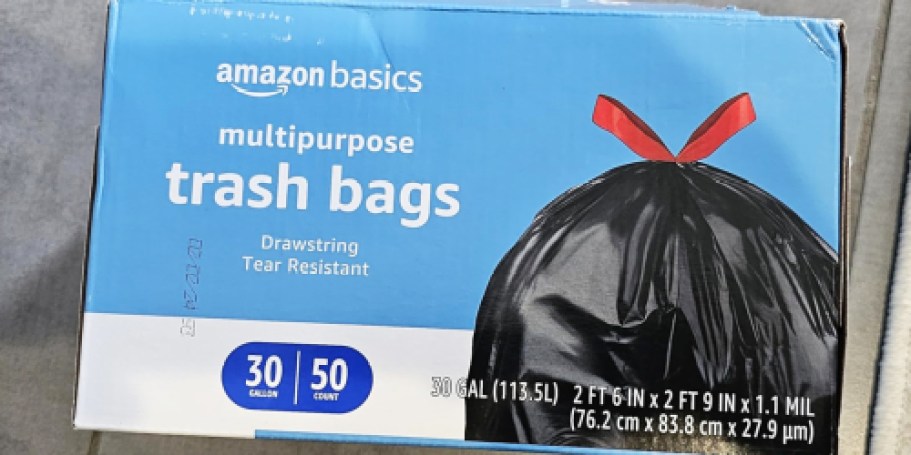 amazon basics
multipurpose
trash bags
Drawstring
Tear Resistant
30 GALLON | 50 COUNT
30 GAL (113.5L) 2 FT 6 IN x 2 FT 9 IN x 1.1 MIL
(76.2 cm x 83.8 cm x 27.9 µm)